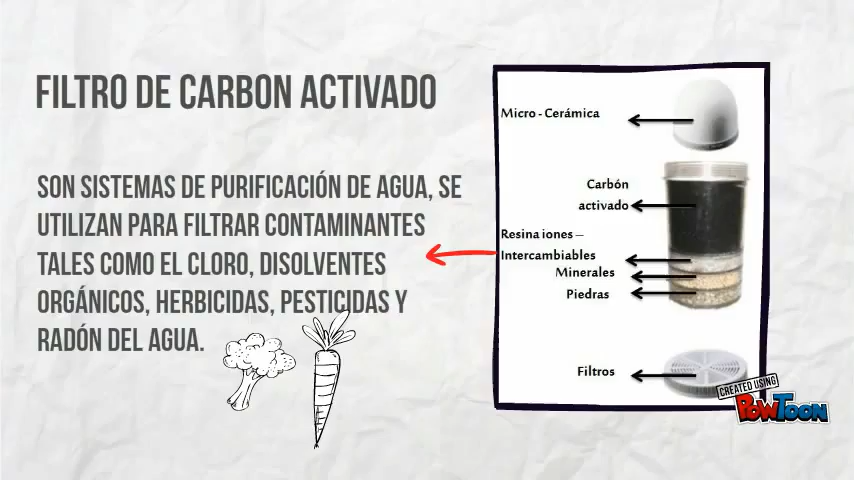 FILTRO DE CARBON ACTIVADO
SON SISTEMAS DE PURIFICACIÓN DE AGUA, SE
UTILIZAN PARA FILTRAR CONTAMINANTES
TALES COMO EL CLORO, DISOLVENTES
ORGÁNICOS, HERBICIDAS, PESTICIDAS Y
RADÓN DEL AGUA.
Micro - Cerámica
Carbón
activado
Resina iones –
Intercambiables
Minerales
Piedras
Filtros
CREATED USING
POWTOON